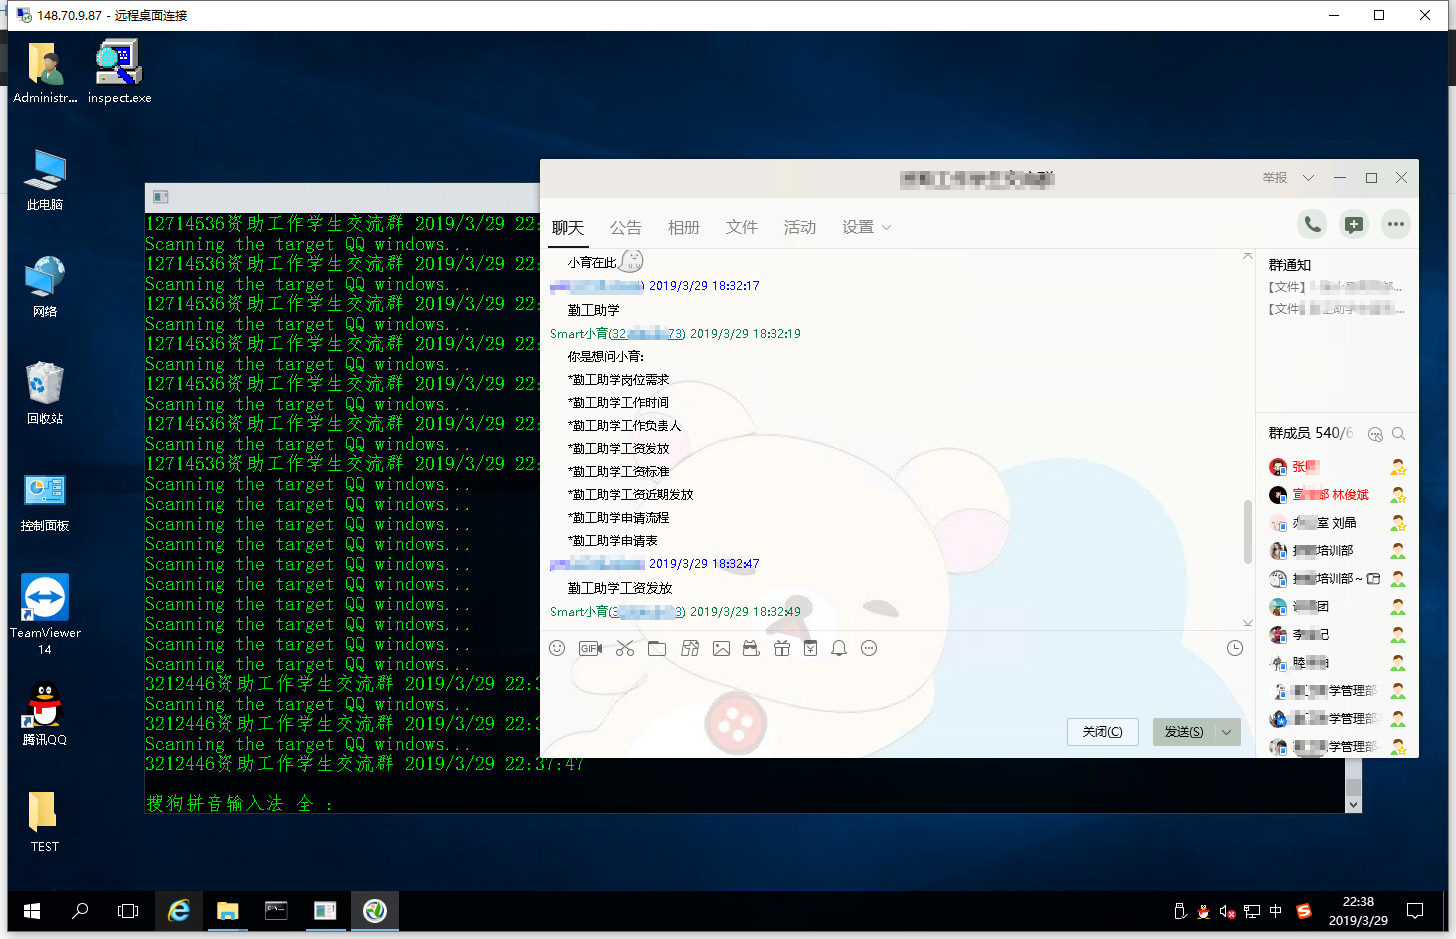 148.70.9.87 - 远程桌面连接
Administr...
inspect.exe
此电脑
网络
回收站
控制面板
TeamViewer
14
腾讯QQ
TEST
12714536资助工作学生交流群 2019/3/29 22:
Scanning the target QQ windows...
12714536资助工作学生交流群 2019/3/29 22:
Scanning the target QQ windows...
12714536资助工作学生交流群 2019/3/29 22:
Scanning the target QQ windows...
12714536资助工作学生交流群 2019/3/29 22:
Scanning the target QQ windows...
12714536资助工作学生交流群 2019/3/29 22:
Scanning the target QQ windows...
12714536资助工作学生交流群 2019/3/29 22:
Scanning the target QQ windows...
12714536资助工作学生交流群 2019/3/29 22:
Scanning the target QQ windows...
Scanning the target QQ windows...
Scanning the target QQ windows...
Scanning the target QQ windows...
Scanning the target QQ windows...
Scanning the target QQ windows...
Scanning the target QQ windows...
Scanning the target QQ windows...
Scanning the target QQ windows...
Scanning the target QQ windows...
3212446资助工作学生交流群 2019/3/29 22:3
Scanning the target QQ windows...
3212446资助工作学生交流群 2019/3/29 22:3
Scanning the target QQ windows...
3212446资助工作学生交流群 2019/3/29 22:37:47
搜狗拼音输入法 全 :
举报
聊天 公告 相册 文件 活动 设置
小育在此
2019/3/29 18:32:17
勤工助学
Smart小育(32 73) 2019/3/29 18:32:19
你是想问小育:
*勤工助学岗位需求
*勤工助学工作时间
*勤工助学工作负责人
*勤工助学工资发放
*勤工助学工资标准
*勤工助学工资近期发放
*勤工助学申请流程
*勤工助学申请表
2019/3/29 18:32:47
勤工助学工资发放
Smart小育(3 3) 2019/3/29 18:32:49
GIF
关闭(C) 发送(S)
群通知
【文件】
【文件
群成员 540/6
张
林俊斌
室 刘晶
培训部
培训部~
团
李 记
学管理部
学管理部
学管理部
中
22:38
2019/3/29